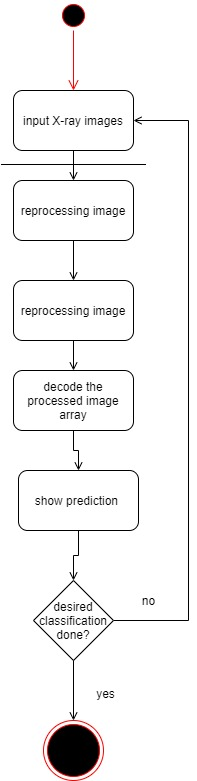 input X-ray images
reprocessing image
reprocessing image
decode the
processed image
array
show prediction
desired
classification
done?
no
yes